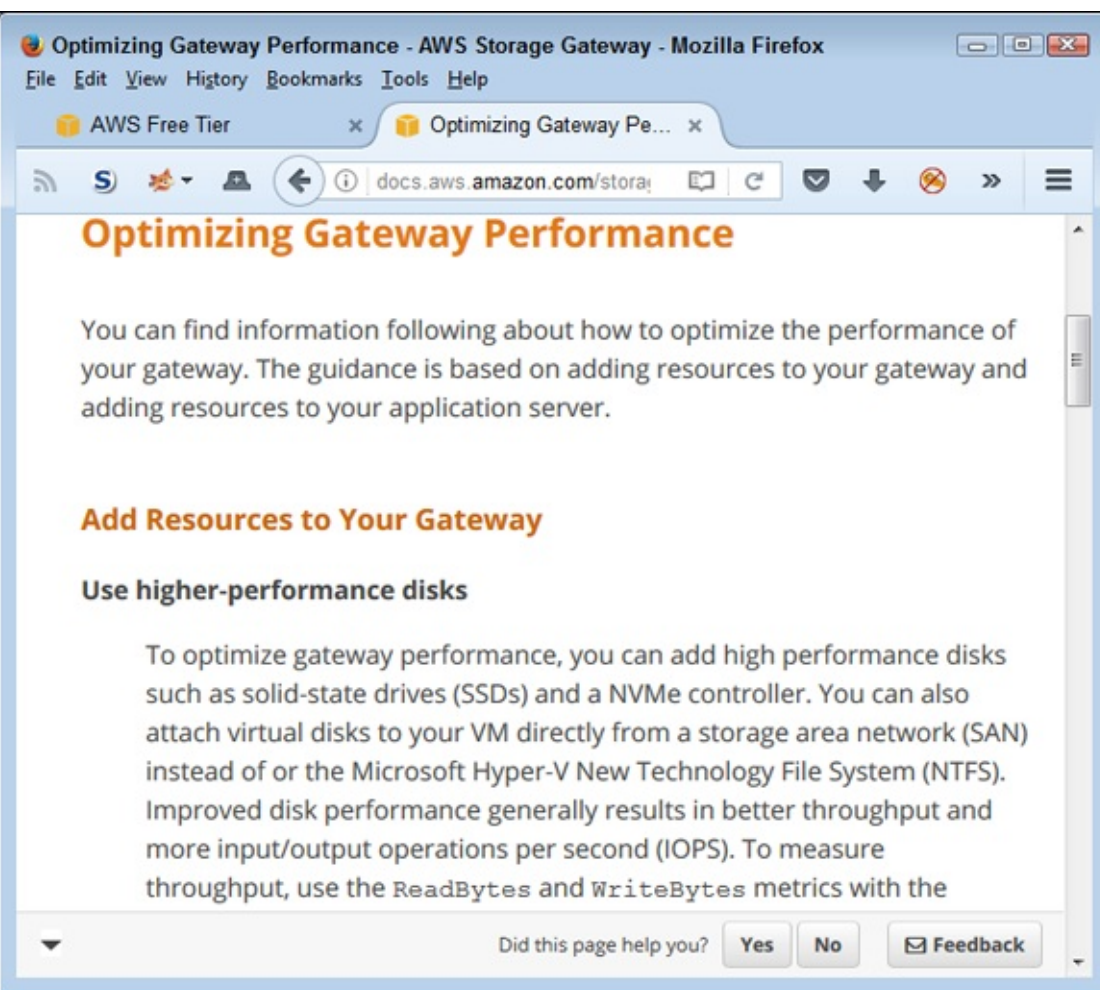 Optimizing Gateway Performance - AWS Storage Gateway - Mozilla Firefox
File Edit View History Bookmarks Tools Help
AWS Free Tier × Optimizing Gateway Pe... ×
S docs.aws.amazon.com/storag »
Optimizing Gateway Performance
You can find information following about how to optimize the performance of
your gateway. The guidance is based on adding resources to your gateway and
adding resources to your application server.
Add Resources to Your Gateway
Use higher-performance disks
To optimize gateway performance, you can add high performance disks
such as solid-state drives (SSDs) and a NVMe controller. You can also
attach virtual disks to your VM directly from a storage area network (SAN)
instead of or the Microsoft Hyper-V New Technology File System (NTFS).
Improved disk performance generally results in better throughput and
more input/output operations per second (IOPS). To measure
throughput, use the ReadBytes and WriteBytes metrics with the
Did this page help you? Yes No Feedback